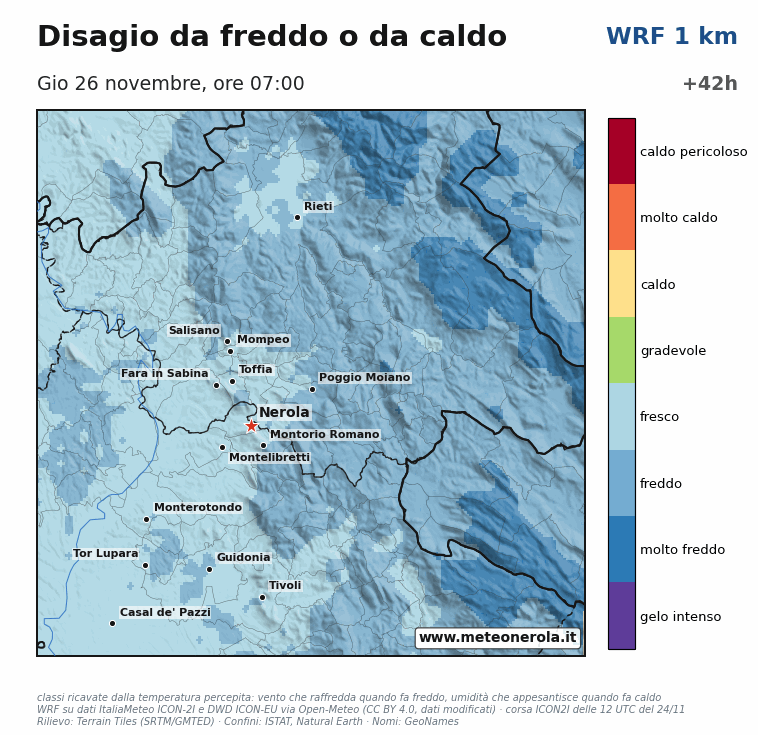 Disagio da freddo o da caldo
WRF 1 km
Gio 26 novembre, ore 07:00
+42h
caldo pericoloso
molto caldo
caldo
gradevole
fresco
freddo
molto freddo
gelo intenso
Rieti
Salisano
Mompeo
Toffia
Fara in Sabina
Poggio Moiano
Nerola
Montorio Romano
Montelibretti
Monterotondo
Tor Lupara
Guidonia
Tivoli
Casal de' Pazzi
www.meteonerola.it
classi ricavate dalla temperatura percepita: vento che raffredda quando fa freddo, umidità che appesantisce quando fa caldo
WRF su dati ItaliaMeteo ICON-2I e DWD ICON-EU via Open-Meteo (CC BY 4.0, dati modificati) · corsa ICON2I delle 12 UTC del 24/11
Rilievo: Terrain Tiles (SRTM/GMTED) · Confini: ISTAT, Natural Earth · Nomi: GeoNames